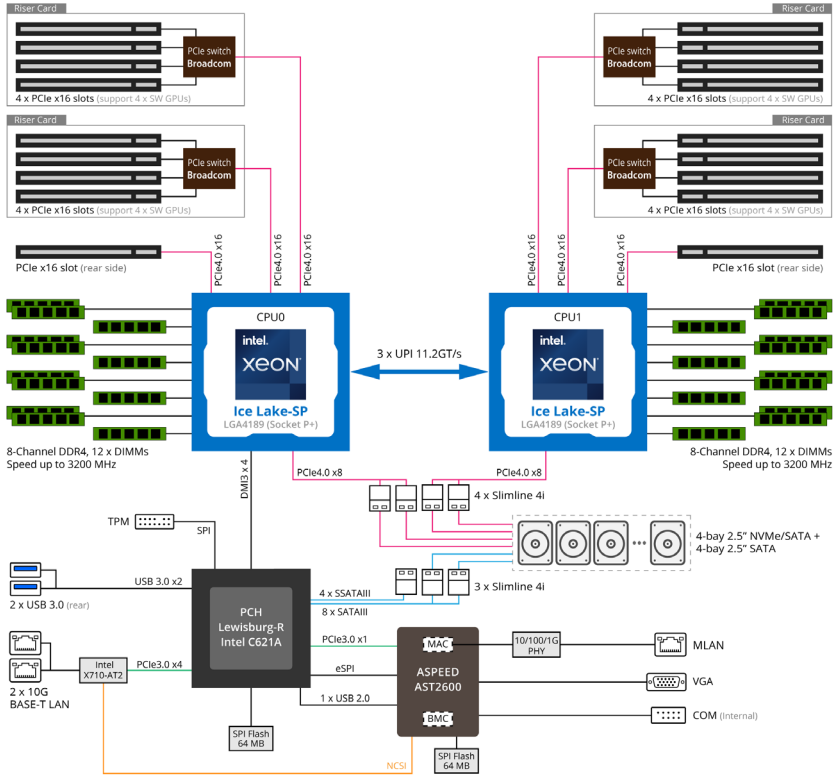 Riser Card
Riser Card
PCIe switch
Broadcom
PCIe switch
Broadcom
4 x PCIe x16 slots (support 4 x SW GPUs)
4 x PCIe x16 slots (support 4 x SW GPUs)
Riser Card
Riser Card
PCIe switch
Broadcom
PCIe switch
Broadcom
4 x PCIe x16 slots (support 4 x SW GPUs)
4 x PCIe x16 slots (support 4 x SW GPUs)
PCIe4.0 x16
PCIe4.0 x16
PCIe4.0 x16
PCIe4.0 x16
PCIe4.0 x16
PCIe4.0 x16
PCIe x16 slot (rear side)
PCIe x16 slot (rear side)
CPU0
CPU1
intel.
XEON
intel.
XEON
3 x UPI 11.2GT/s
Ice Lake-SP
LGA4189 (Socket P+)
Ice Lake-SP
LGA4189 (Socket P+)
8-Channel DDR4, 12 x DIMMs
Speed up to 3200 MHz
8-Channel DDR4, 12 x DIMMs
Speed up to 3200 MHz
DMI3 x 4
PCIe4.0 x8
PCIe4.0 x8
4 x Slimline 4i
TPM
SPI
4-bay 2.5” NVMe/SATA +
4-bay 2.5” SATA
USB 3.0 x2
2 x USB 3.0 (rear)
3 x Slimline 4i
4 x SSATAIII
8 x SATAIII
PCH
Lewisburg-R
Intel C621A
PCIe3.0 x1
MAC
10/100/1G
PHY
MLAN
Intel
X710-AT2
PCIe3.0 x4
2 x 10G
BASE-T LAN
eSPI
ASPEED
AST2600
VGA
1 x USB 2.0
BMC
COM (Internal)
SPI Flash
64 MB
SPI Flash
64 MB
NCSI